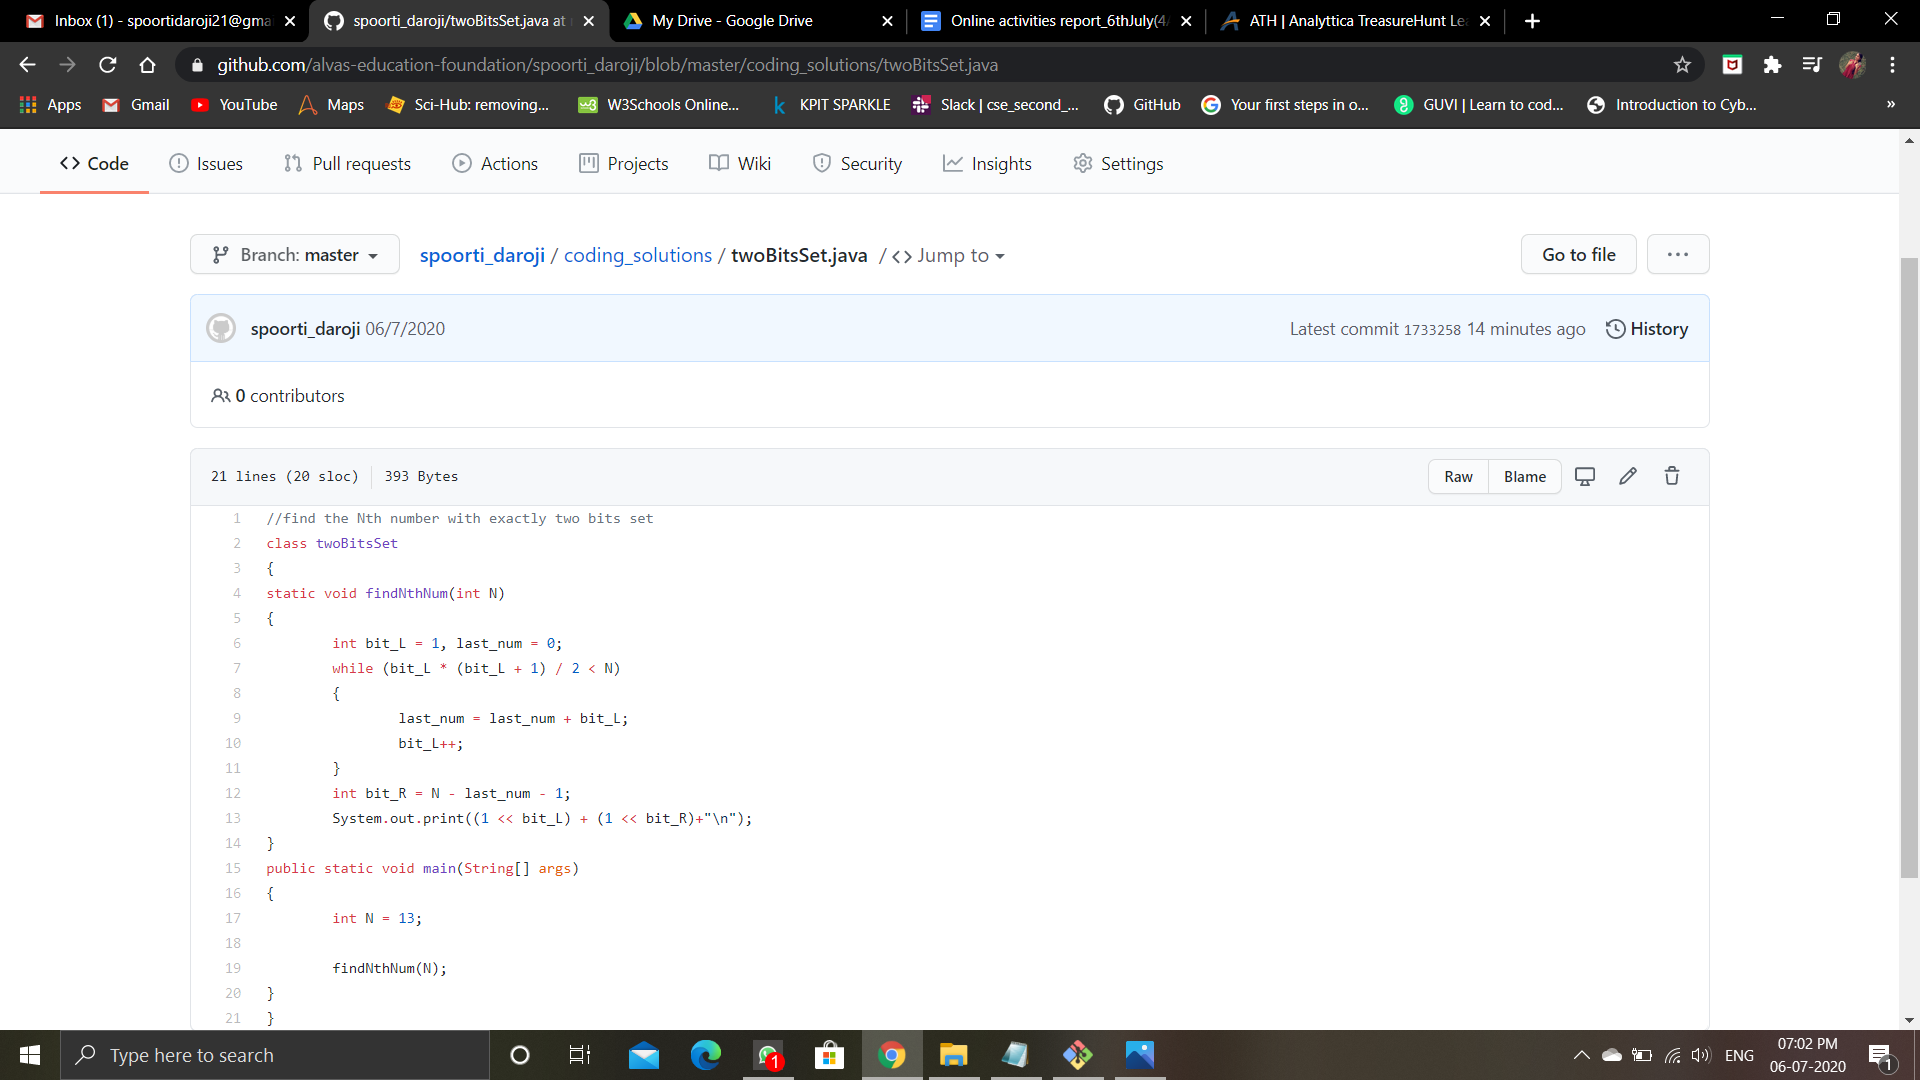 Inbox (1) - spoortidaroji21@gma
spoorti_daroji/twoBitsSet.java at
My Drive - Google Drive
Online activities report_6thJuly(4
ATH | Analyttica TreasureHunt Le
github.com/alvas-education-foundation/spoorti_daroji/blob/master/coding_solutions/twoBitsSet.java
Apps Gmail YouTube Maps Sci-Hub: removing... W3Schools Online... KPIT SPARKLE Slack | cse_second_... GitHub Your first steps in o... GUVI | Learn to cod... Introduction to Cyb... »
Code Issues Pull requests Actions Projects Wiki Security Insights Settings
Branch: master spoorti_daroji / coding_solutions / twoBitsSet.java / <> Jump to Go to file ...
spoorti_daroji 06/7/2020 Latest commit 1733258 14 minutes ago History
0 contributors
21 lines (20 sloc) 393 Bytes Raw Blame
1 //find the Nth number with exactly two bits set
2 class twoBitsSet
3 {
4 static void findNthNum(int N)
5 {
6 int bit_L = 1, last_num = 0;
7 while (bit_L * (bit_L + 1) / 2 < N)
8 {
9 last_num = last_num + bit_L;
10 bit_L++;
11 }
12 int bit_R = N - last_num - 1;
13 System.out.print((1 << bit_L) + (1 << bit_R)+"\n");
14 }
15 public static void main(String[] args)
16 {
17 int N = 13;
18
19 findNthNum(N);
20 }
21 }
Type here to search
1
ENG
07:02 PM
06-07-2020
1